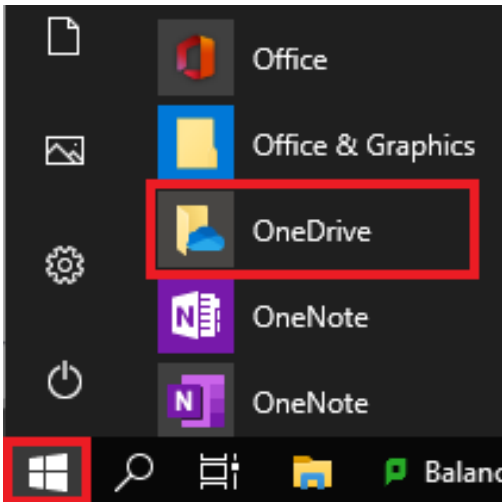 Office
Office & Graphics
OneDrive
N
OneNote
N
OneNote
Balanc